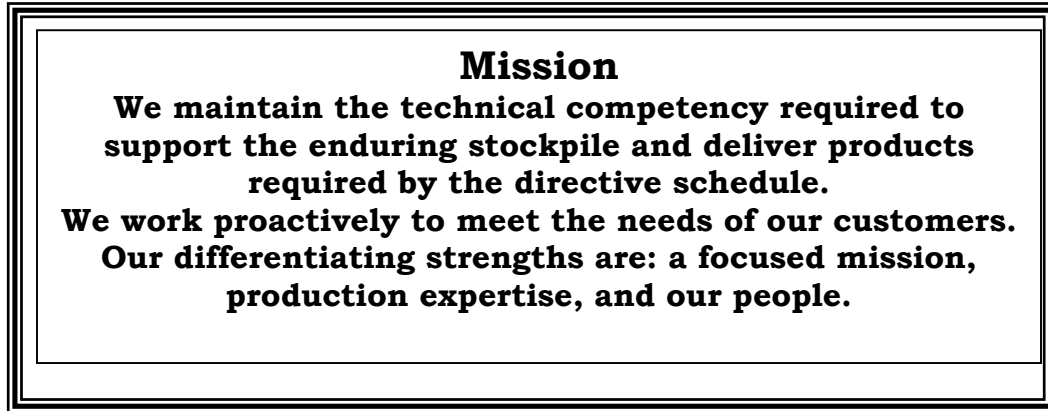 Mission
We maintain the technical competency required to
support the enduring stockpile and deliver products
required by the directive schedule.
We work proactively to meet the needs of our customers.
Our differentiating strengths are: a focused mission,
production expertise, and our people.